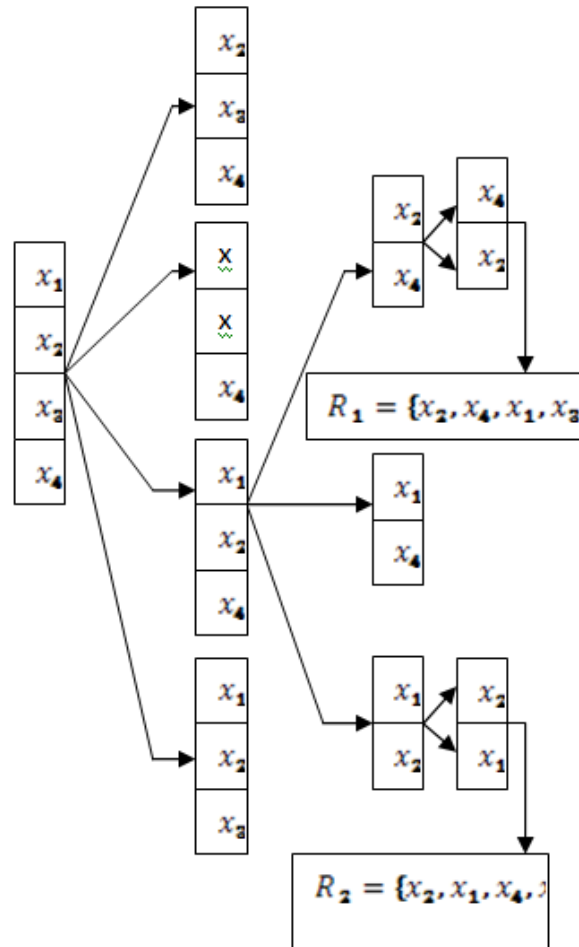 x₁
x₂
x₃
x₄
x₂
x₃
x₄
x
x
x₄
x₁
x₂
x₄
x₁
x₂
x₃
x₂
x₄
x₄
x₂
R₁ = {x₂, x₄, x₁, x₃
x₁
x₄
x₁
x₂
x₂
x₁
R₂ = {x₂, x₁, x₄,